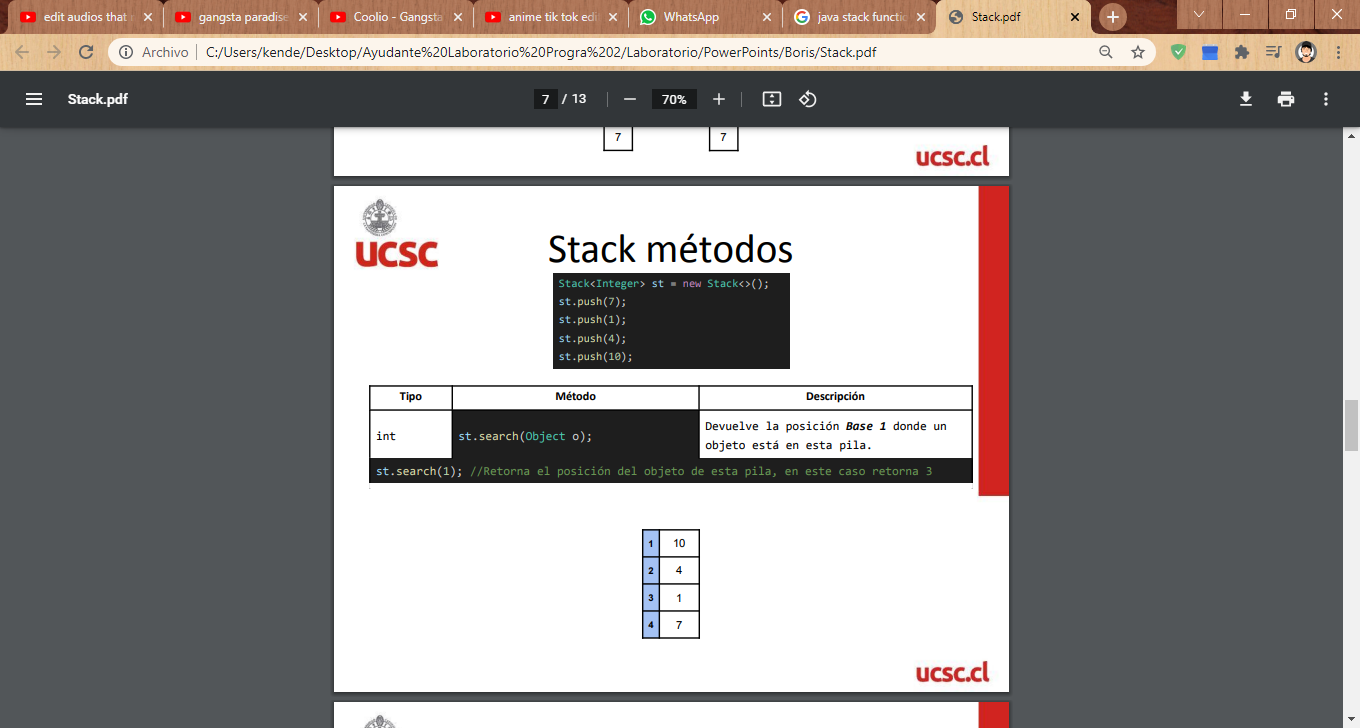 edit audios that
gangsta paradise
Coolio - Gangsta
anime tik tok edi
WhatsApp
java stack functio
Stack.pdf
Archivo
C:/Users/kende/Desktop/Ayudante%20Laboratorio%20Progra%202/Laboratorio/PowerPoints/Boris/Stack.pdf
Stack.pdf
7 / 13
70%
7 7
ucsc.cl
UCSC
Stack métodos
Stack<Integer> st = new Stack<>();
st.push(7);
st.push(1);
st.push(4);
st.push(10);
Tipo Método Descripción
int st.search(Object o); Devuelve la posición Base 1 donde un
objeto está en esta pila.
st.search(1); //Retorna el posición del objeto de esta pila, en este caso retorna 3
1 10
2 4
3 1
4 7
ucsc.cl